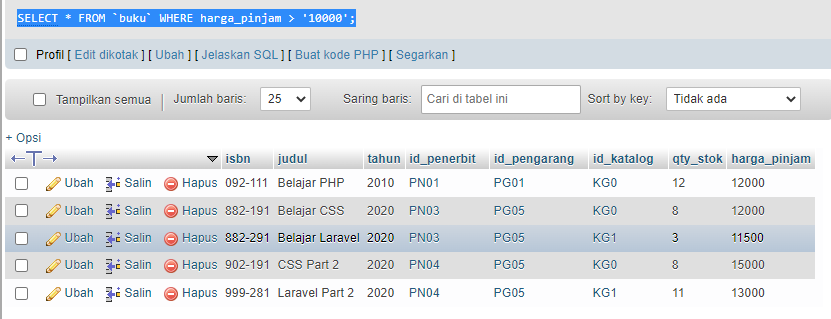 SELECT * FROM `buku` WHERE harga_pinjam > '10000';
Profil [ Edit dikotak ] [ Ubah ] [ Jelaskan SQL ] [ Buat kode PHP ] [ Segarkan ]
Tampilkan semua | Jumlah baris: 25 Saring baris: Cari di tabel ini Sort by key: Tidak ada
+ Opsi
←T→ isbn judul tahun id_penerbit id_pengarang id_katalog qty_stok harga_pinjam
Ubah Salin Hapus 092-111 Belajar PHP 2010 PN01 PG01 KG0 12 12000
Ubah Salin Hapus 882-191 Belajar CSS 2020 PN03 PG05 KG0 8 12000
Ubah Salin Hapus 882-291 Belajar Laravel 2020 PN03 PG05 KG1 3 11500
Ubah Salin Hapus 902-191 CSS Part 2 2020 PN04 PG05 KG0 8 15000
Ubah Salin Hapus 999-281 Laravel Part 2 2020 PN04 PG05 KG1 11 13000